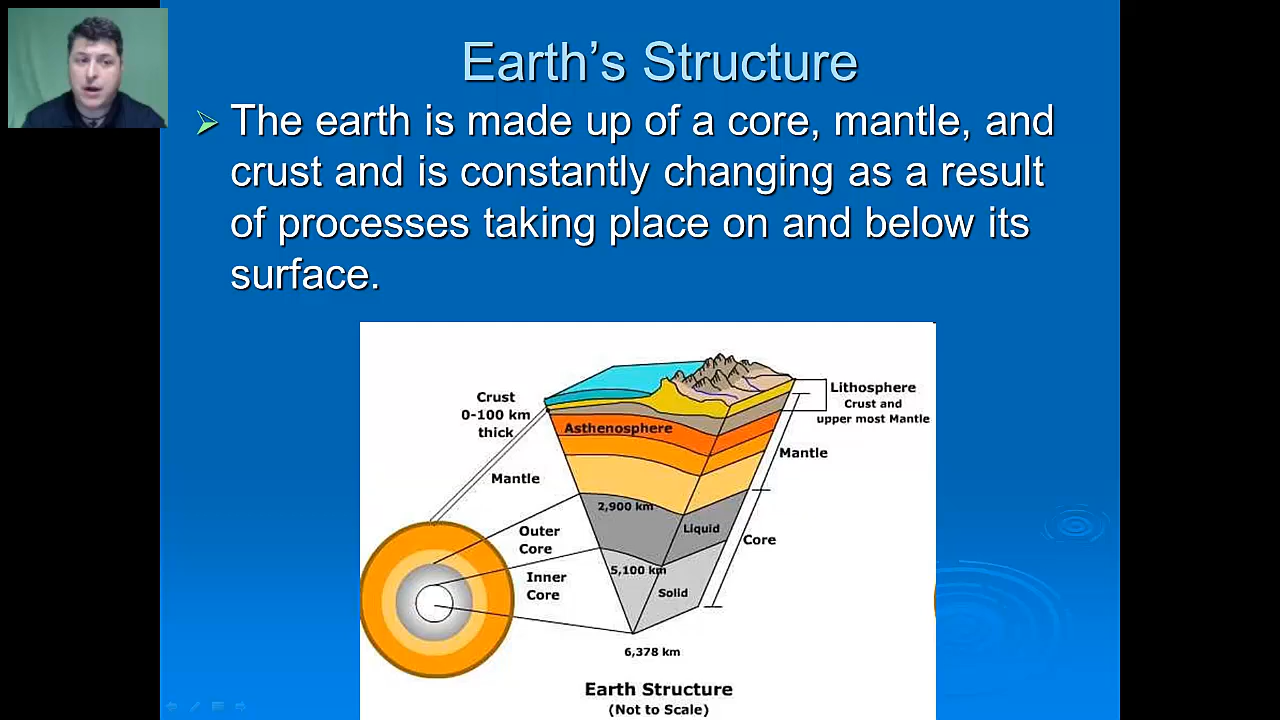 Earth's Structure
The earth is made up of a core, mantle, and
crust and is constantly changing as a result
of processes taking place on and below its
surface.
Crust
0-100 km
thick
Mantle
Outer
Core
Inner
Core
Asthenosphere
2,900 km
Liquid
5,100 km
Solid
6,378 km
Lithosphere
Crust and
upper most Mantle
Mantle
Core
Earth Structure
(Not to Scale)